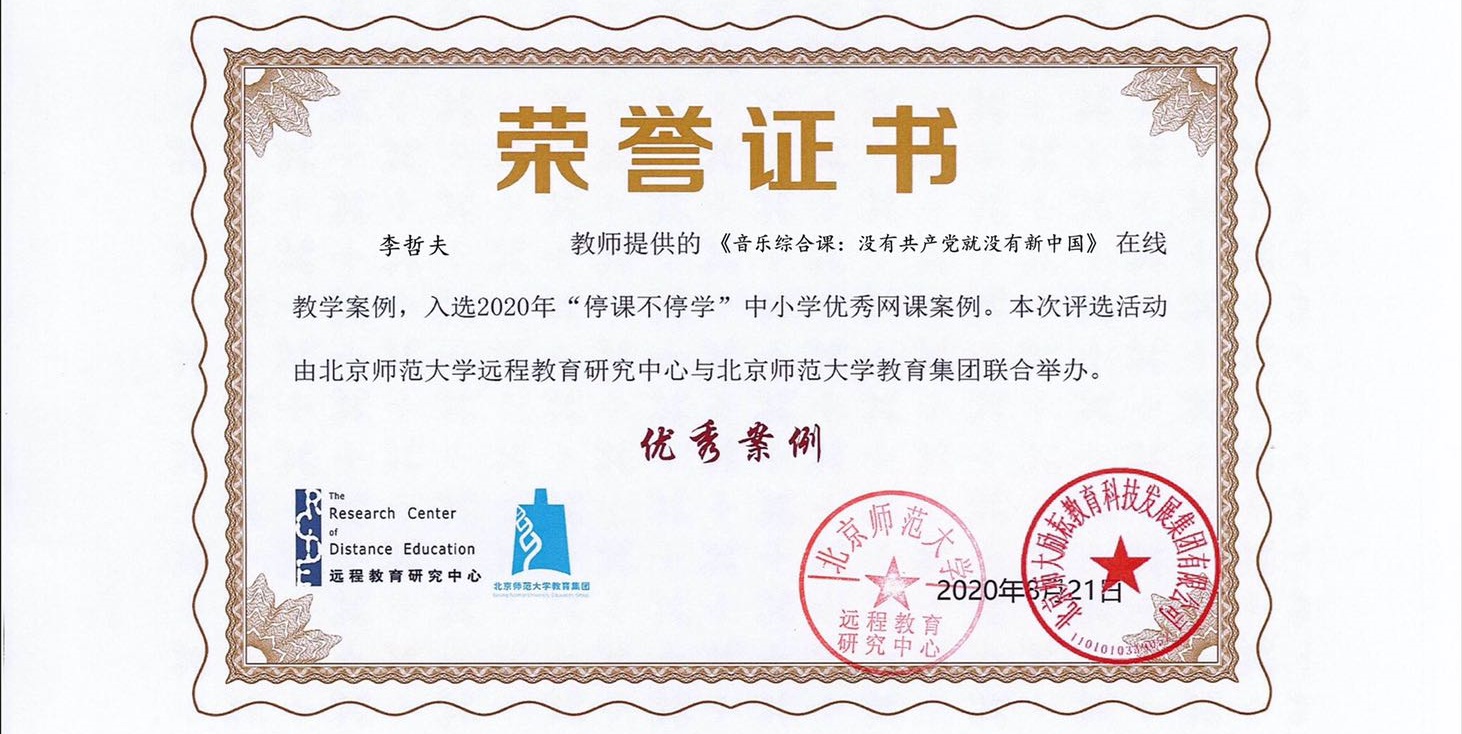 荣誉证书
李哲夫 教师提供的《音乐综合课：没有共产党就没有新中国》在线
教学案例，入选2020年“停课不停学”中小学优秀网课案例。本次评选活动
由北京师范大学远程教育研究中心与北京师范大学教育集团联合举办。
优秀案例
RCDE
The
Research Center
of
Distance Education
远程教育研究中心
北京师范大学教育集团
北京师范大学
远程教育
研究中心
2020年8月21日
北京师大励耘教育科技发展集团有限公司